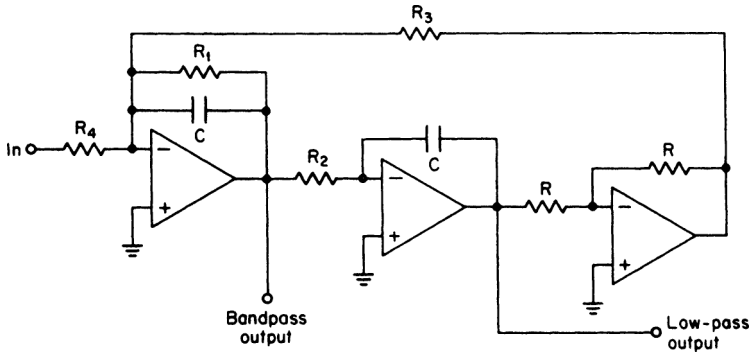 R3
R1
C
R4
In
−
+
R2
C
−
+
R
R
−
+
Bandpass
output
Low-pass
output